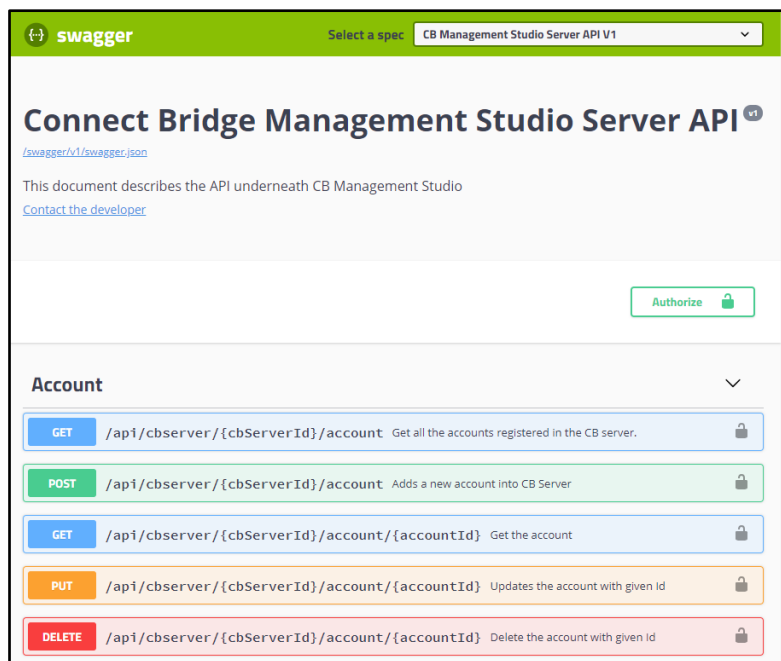 {···} swagger Select a spec CB Management Studio Server API V1
Connect Bridge Management Studio Server API v1
/swagger/v1/swagger.json
This document describes the API underneath CB Management Studio
Contact the developer
Authorize
Account
GET /api/cbserver/{cbServerId}/account Get all the accounts registered in the CB server.
POST /api/cbserver/{cbServerId}/account Adds a new account into CB Server
GET /api/cbserver/{cbServerId}/account/{accountId} Get the account
PUT /api/cbserver/{cbServerId}/account/{accountId} Updates the account with given Id
DELETE /api/cbserver/{cbServerId}/account/{accountId} Delete the account with given Id